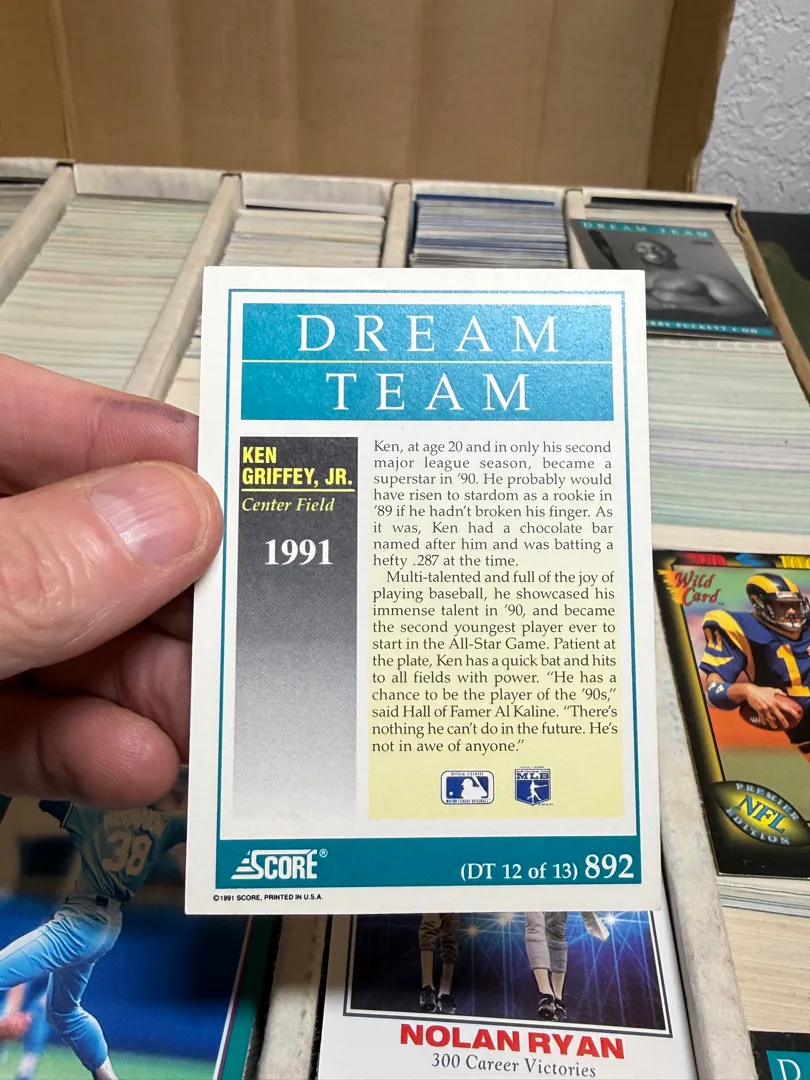 DREAM TEAM
DREAM
TEAM
KEN
GRIFFEY, JR.
Center Field
1991
Ken, at age 20 and in only his second
major league season, became a
superstar in ’90. He probably would
have risen to stardom as a rookie in
’89 if he hadn’t broken his finger. As
it was, Ken had a chocolate bar
named after him and was batting a
hefty .287 at the time.
Multi-talented and full of the joy of
playing baseball, he showcased his
immense talent in ’90, and became
the second youngest player ever to
start in the All-Star Game. Patient at
the plate, Ken has a quick bat and hits
to all fields with power. “He has a
chance to be the player of the ’90s,”
said Hall of Famer Al Kaline. “There’s
nothing he can’t do in the future. He’s
not in awe of anyone.”
MLB
SCORE®
(DT 12 of 13) 892
©1991 SCORE, PRINTED IN U.S.A.
Wild
Card
11
PREMIER
NFL
EDITION
38
NOLAN RYAN
300 Career Victories
D